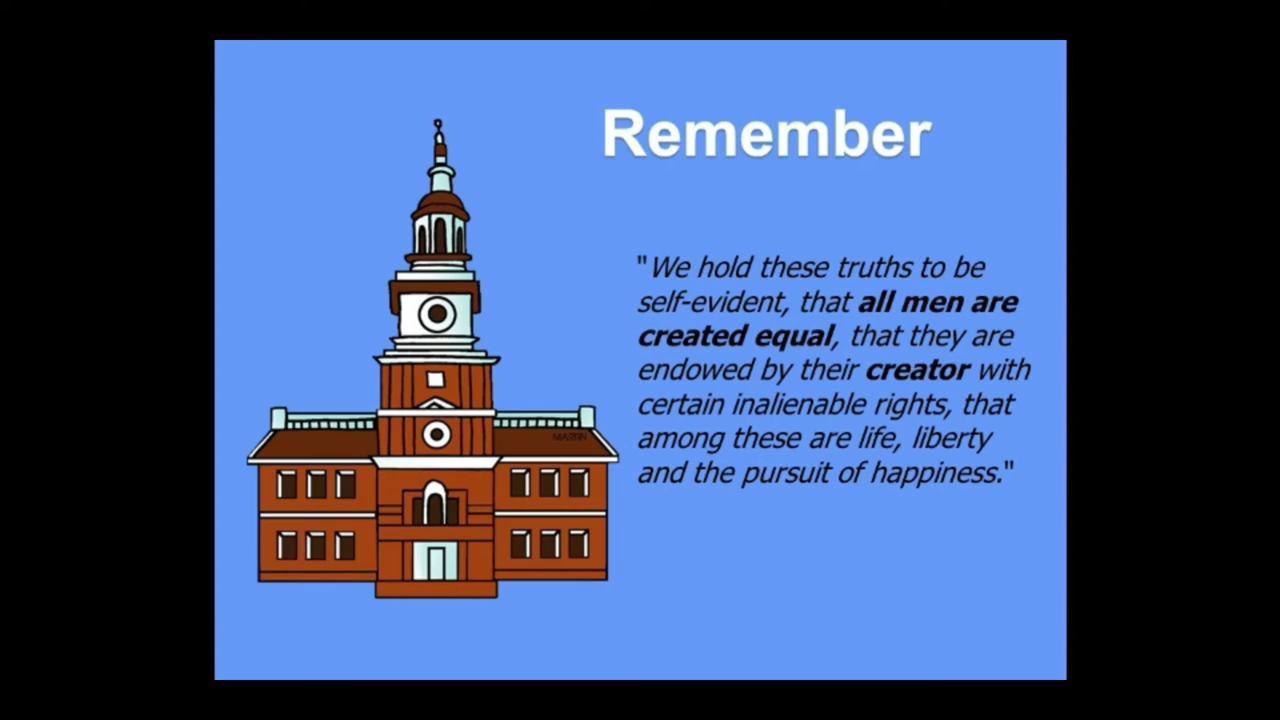 Remember
"We hold these truths to be
self-evident, that all men are
created equal, that they are
endowed by their creator with
certain inalienable rights, that
among these are life, liberty
and the pursuit of happiness."
MARTIN